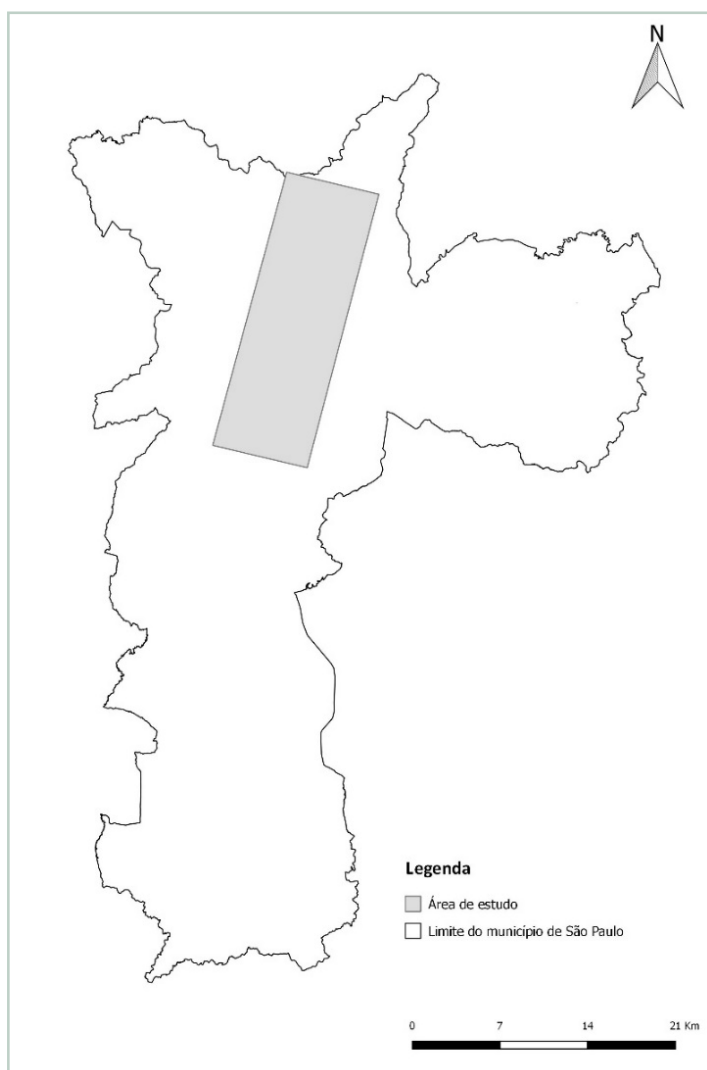 N
Legenda
Área de estudo
Limite do município de São Paulo
0 7 14 21 Km